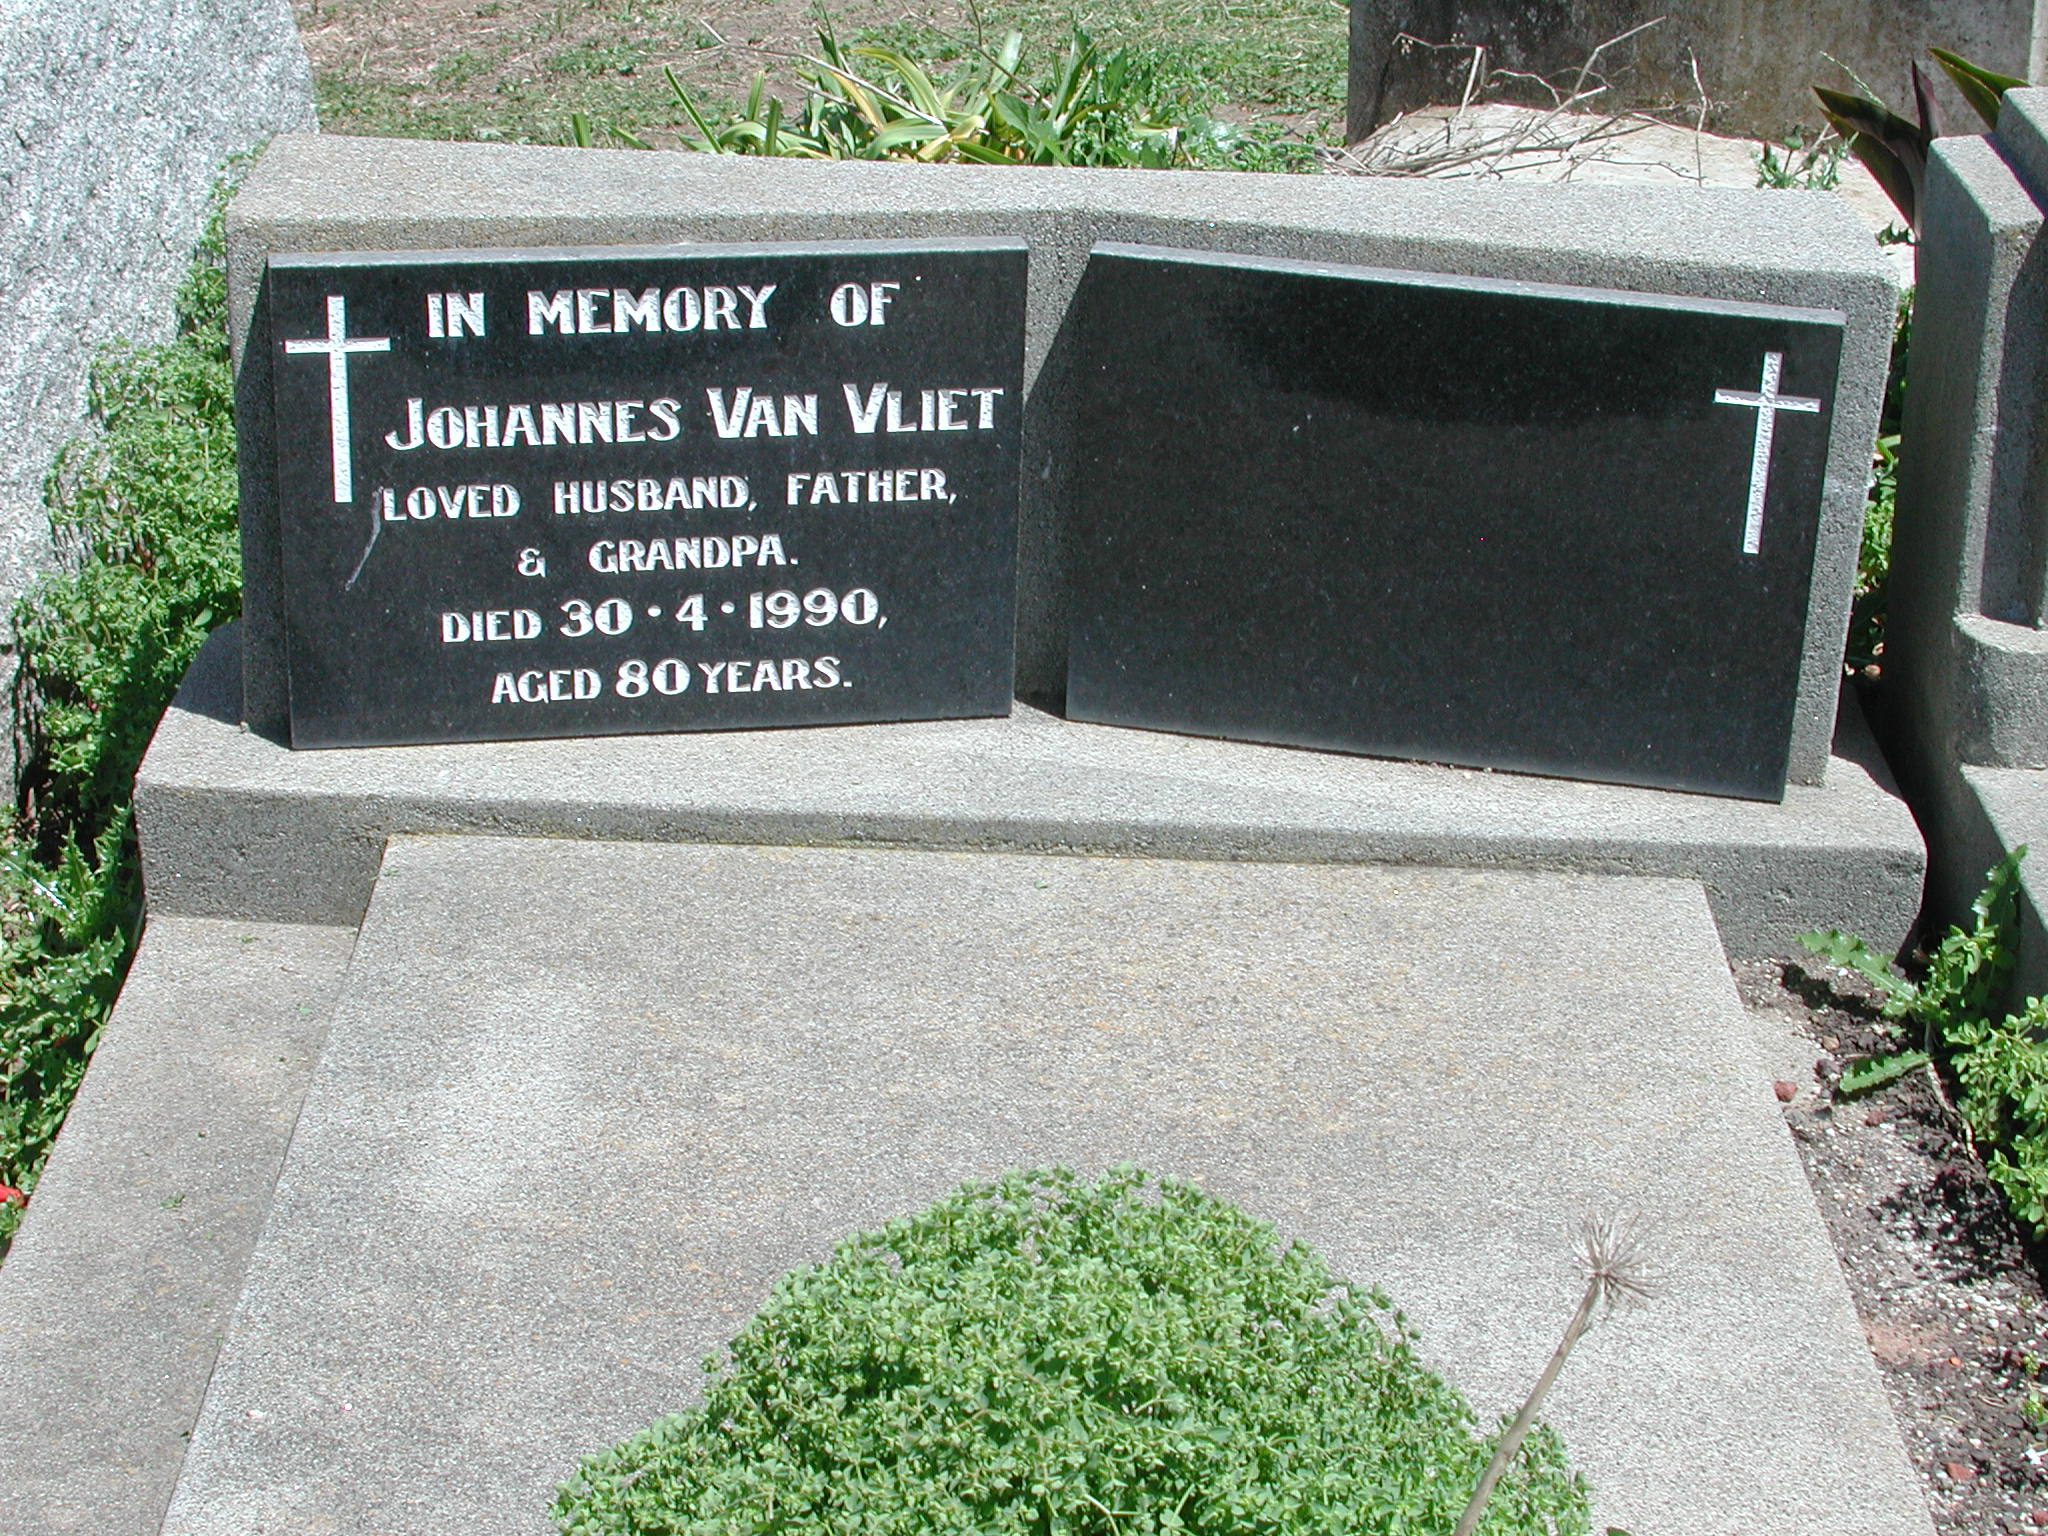 IN MEMORY OF
JOHANNES VAN VLIET
LOVED HUSBAND, FATHER,
& GRANDPA.
DIED 30·4·1990,
AGED 80 YEARS.